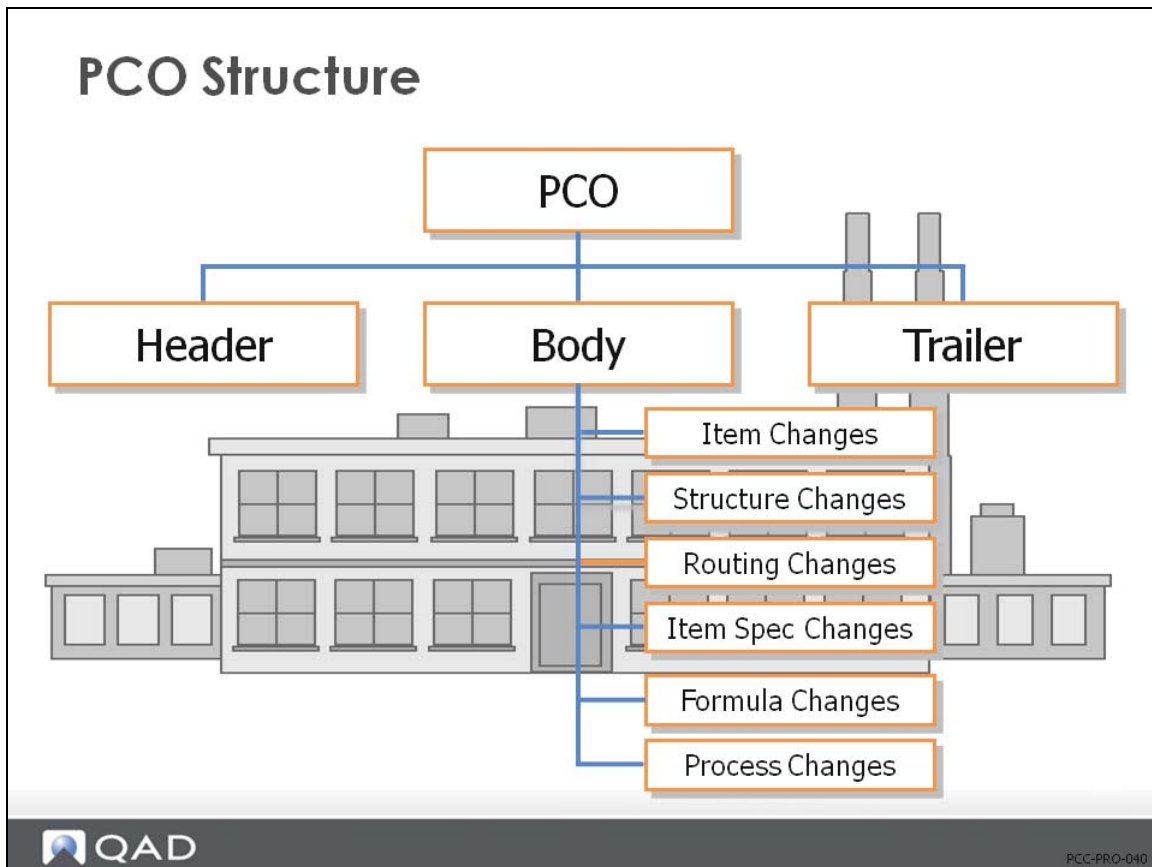 PCO Structure
PCO
Header
Body
Trailer
Item Changes
Structure Changes
Routing Changes
Item Spec Changes
Formula Changes
Process Changes
QAD
PCC-PRO-040